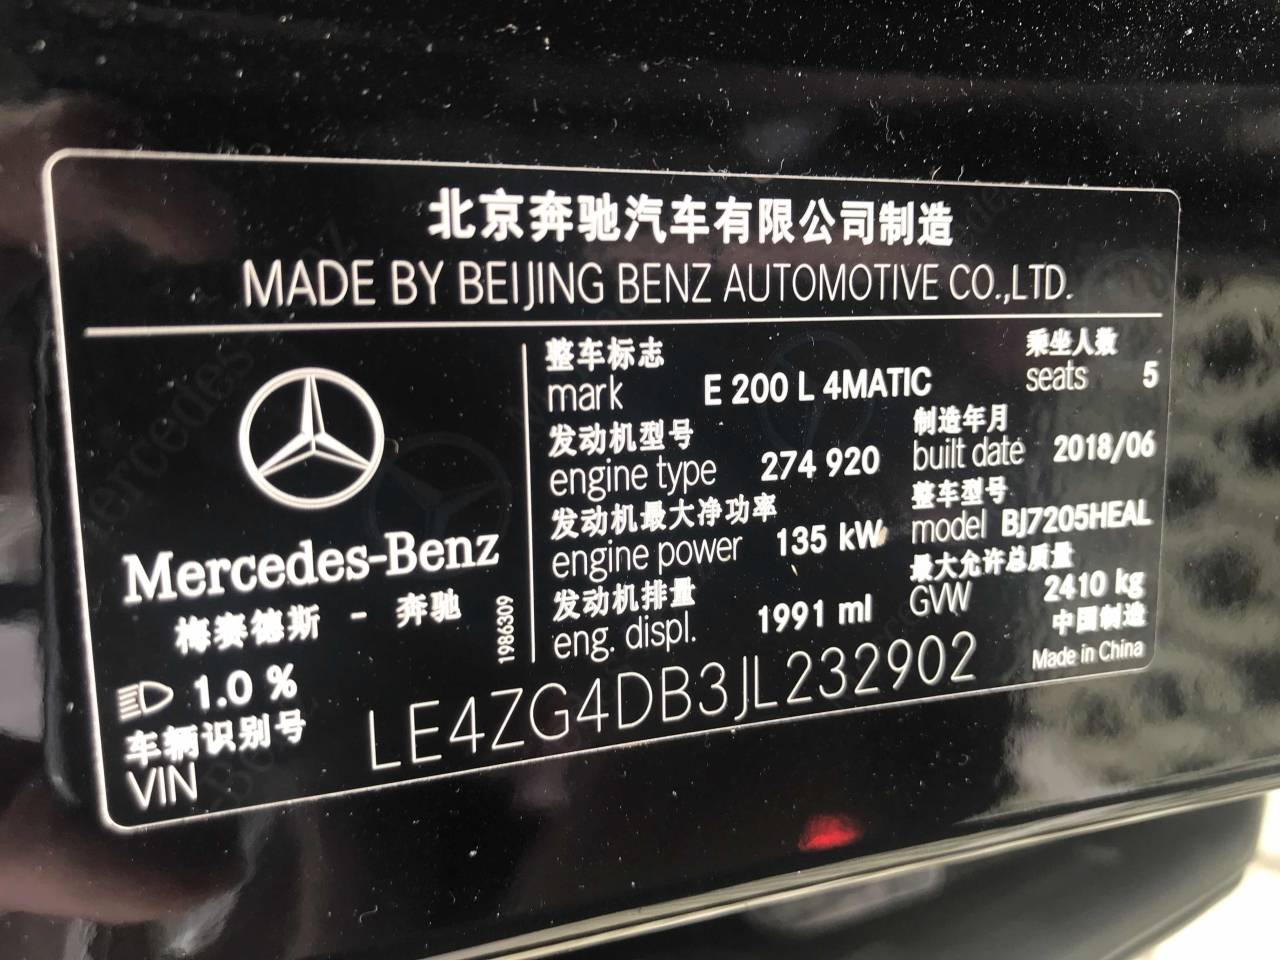 北京奔驰汽车有限公司制造
MADE BY BEIJING BENZ AUTOMOTIVE CO.,LTD.
Mercedes-Benz
梅赛德斯 - 奔驰
1986309
1.0 %
整车标志
mark E 200 L 4MATIC
乘坐人数
seats 5
发动机型号
engine type 274 920
制造年月
built date 2018/06
发动机最大净功率
engine power 135 kW
整车型号
model BJ7205HEAL
发动机排量
eng. displ. 1991 ml
最大允许总质量
GVW 2410 kg
中国制造
Made in China
车辆识别号
VIN LE4ZG4DB3JL232902